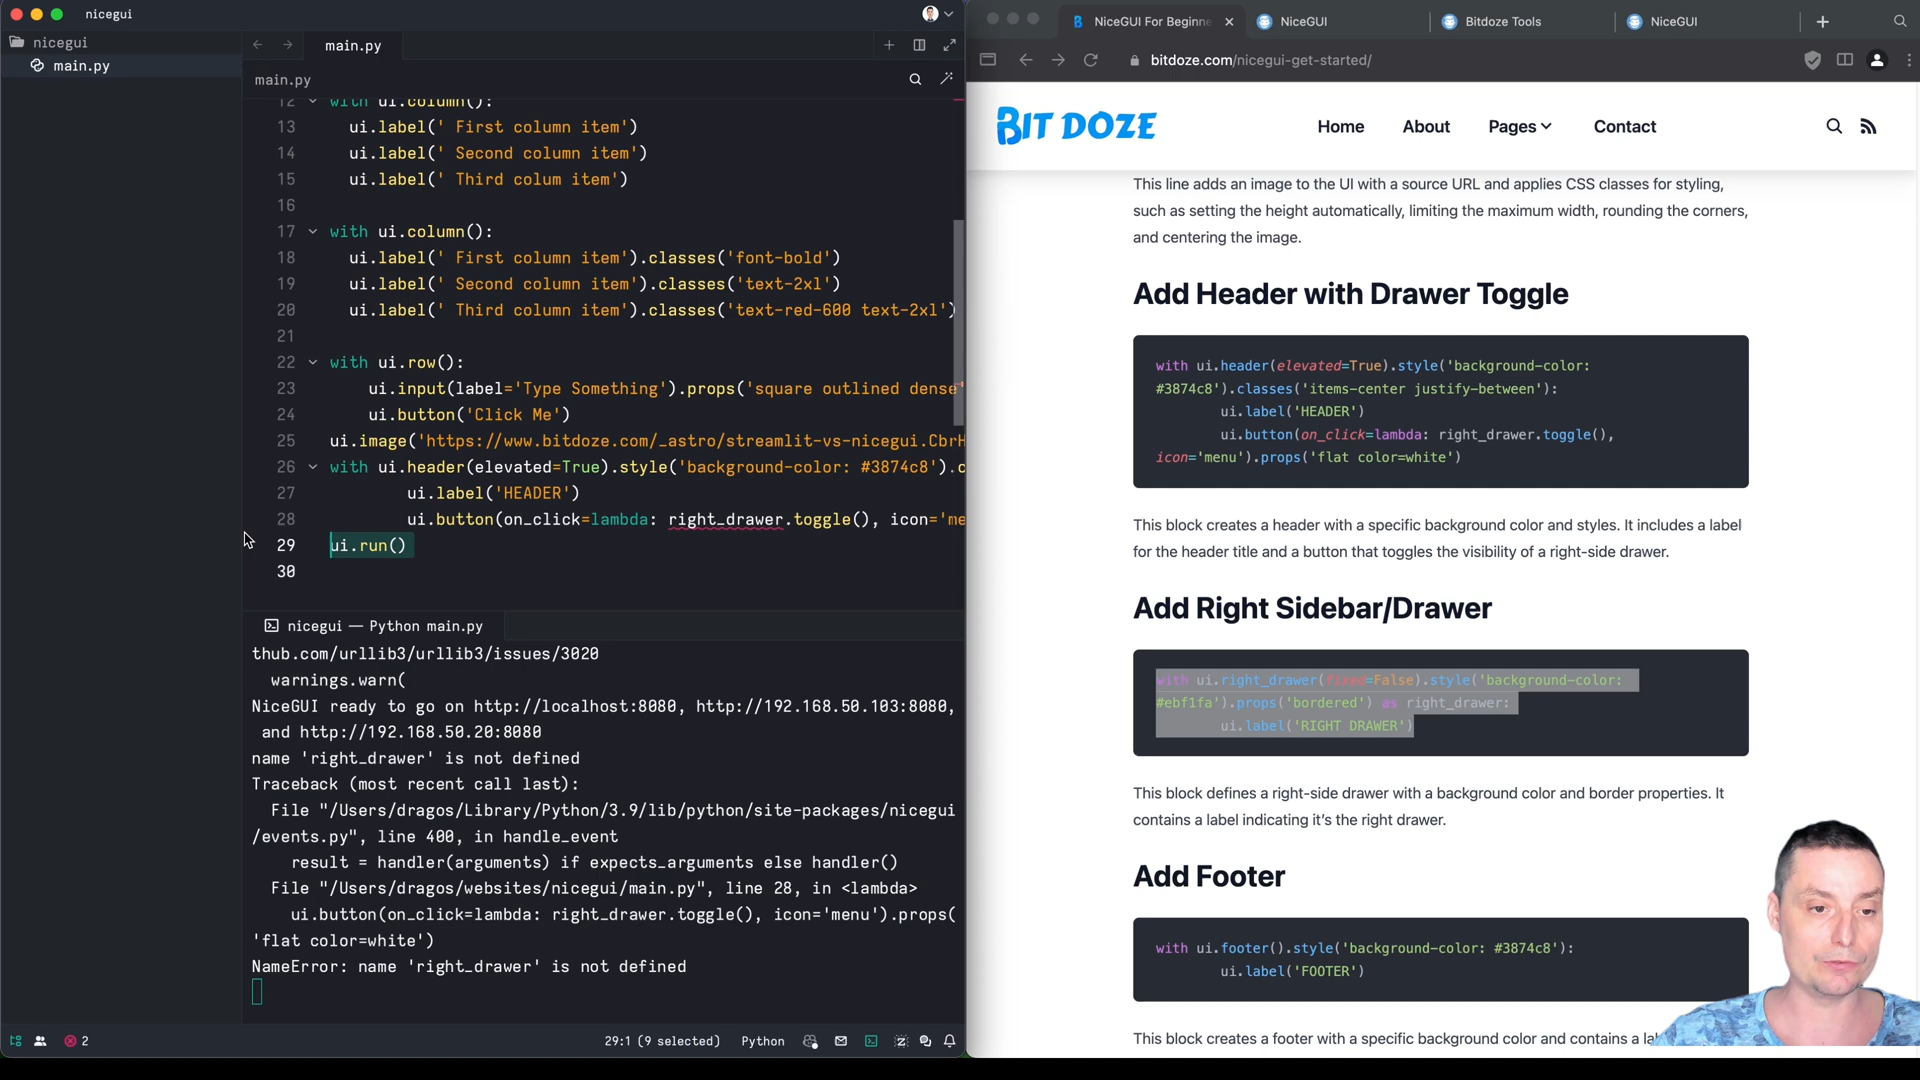 nicegui
nicegui
main.py
main.py
main.py
12 with ui.column():
13 ui.label(' First column item')
14 ui.label(' Second column item')
15 ui.label(' Third colum item')
16
17 with ui.column():
18 ui.label(' First column item').classes('font-bold')
19 ui.label(' Second column item').classes('text-2xl')
20 ui.label(' Third column item').classes('text-red-600 text-2xl')
21
22 with ui.row():
23 ui.input(label='Type Something').props('square outlined dense'
24 ui.button('Click Me')
25 ui.image('https://www.bitdoze.com/_astro/streamlit-vs-nicegui.CbrH
26 with ui.header(elevated=True).style('background-color: #3874c8').c
27 ui.label('HEADER')
28 ui.button(on_click=lambda: right_drawer.toggle(), icon='me
29 ui.run()
30
nicegui — Python main.py
thub.com/urllib3/urllib3/issues/3020
warnings.warn(
NiceGUI ready to go on http://localhost:8080, http://192.168.50.103:8080,
and http://192.168.50.20:8080
name 'right_drawer' is not defined
Traceback (most recent call last):
File "/Users/dragos/Library/Python/3.9/lib/python/site-packages/nicegui
/events.py", line 400, in handle_event
result = handler(arguments) if expects_arguments else handler()
File "/Users/dragos/websites/nicegui/main.py", line 28, in <lambda>
ui.button(on_click=lambda: right_drawer.toggle(), icon='menu').props(
'flat color=white')
NameError: name 'right_drawer' is not defined
2
29:1 (9 selected)
Python
NiceGUI For Beginne
NiceGUI
Bitdoze Tools
NiceGUI
bitdoze.com/nicegui-get-started/
BIT DOZE
Home
About
Pages
Contact
This line adds an image to the UI with a source URL and applies CSS classes for styling,
such as setting the height automatically, limiting the maximum width, rounding the corners,
and centering the image.
Add Header with Drawer Toggle
with ui.header(elevated=True).style('background-color:
#3874c8').classes('items-center justify-between'):
ui.label('HEADER')
ui.button(on_click=lambda: right_drawer.toggle(),
icon='menu').props('flat color=white')
This block creates a header with a specific background color and styles. It includes a label
for the header title and a button that toggles the visibility of a right-side drawer.
Add Right Sidebar/Drawer
with ui.right_drawer(fixed=False).style('background-color:
#ebf1fa').props('bordered') as right_drawer:
ui.label('RIGHT DRAWER')
This block defines a right-side drawer with a background color and border properties. It
contains a label indicating it's the right drawer.
Add Footer
with ui.footer().style('background-color: #3874c8'):
ui.label('FOOTER')
This block creates a footer with a specific background color and contains a